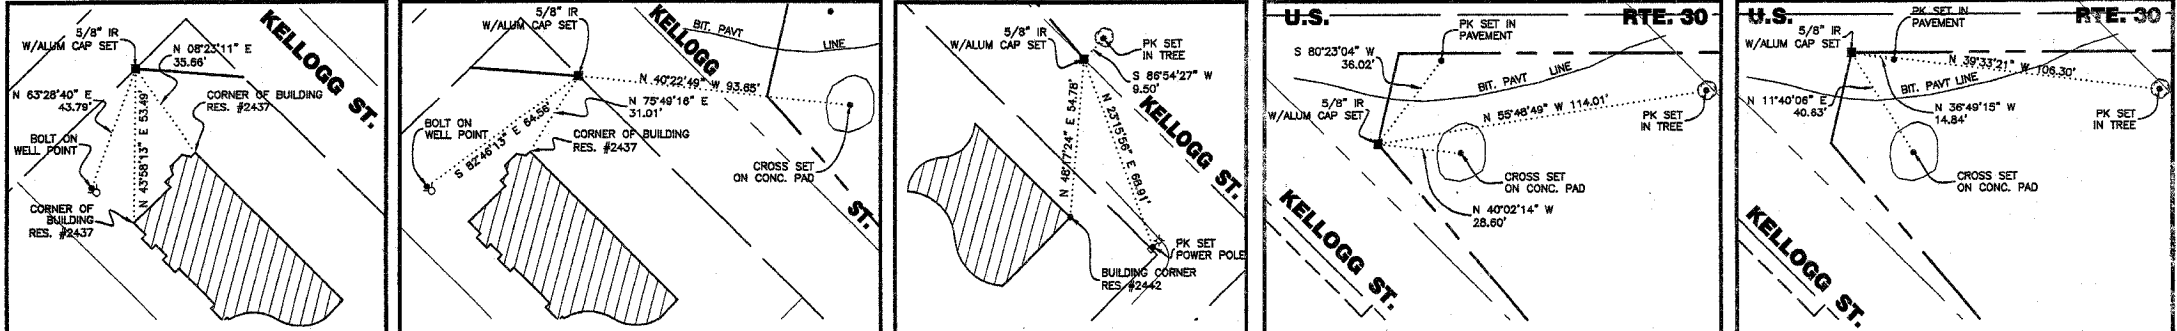 5/8" IR
W/ALUM CAP SET
KELLOGG ST.
N 08°23'11" E
35.66'
N 63°28'40" E
43.79'
CORNER OF BUILDING
RES. #2437
N 43°58'13" E 53.49'
BOLT ON
WELL POINT
CORNER OF
BUILDING
RES. #2437
5/8" IR
W/ALUM CAP SET
KELLOGG
ST.
BIT. PAVT
LINE
N 40°22'49" W 93.65'
N 75°49'16" E
31.01'
BOLT ON
WELL POINT
S 82°46'13" E 64.56'
CORNER OF BUILDING
RES. #2437
CROSS SET
ON CONC. PAD
5/8" IR
W/ALUM CAP SET
PK SET
IN TREE
S 86°54'27" W
9.50'
KELLOGG ST.
N 48°17'24" E 54.78'
N 23°15'56" E 68.91'
PK SET
POWER POLE
BUILDING CORNER
RES. #2442
U.S.
RTE. 30
PK SET IN
PAVEMENT
S 80°23'04" W
36.02'
BIT. PAVT LINE
5/8" IR
W/ALUM CAP SET
N 55°48'49" W 114.01'
PK SET
IN TREE
CROSS SET
ON CONC. PAD
N 40°02'14" W
28.60'
KELLOGG ST.
U.S.
RTE. 30
PK SET IN
PAVEMENT
5/8" IR
W/ALUM CAP SET
N 39°33'21" W 106.30'
BIT. PAVT LINE
N 11°40'06" E
40.63'
N 36°49'15" W
14.84'
PK SET
IN TREE
CROSS SET
ON CONC. PAD
KELLOGG ST.